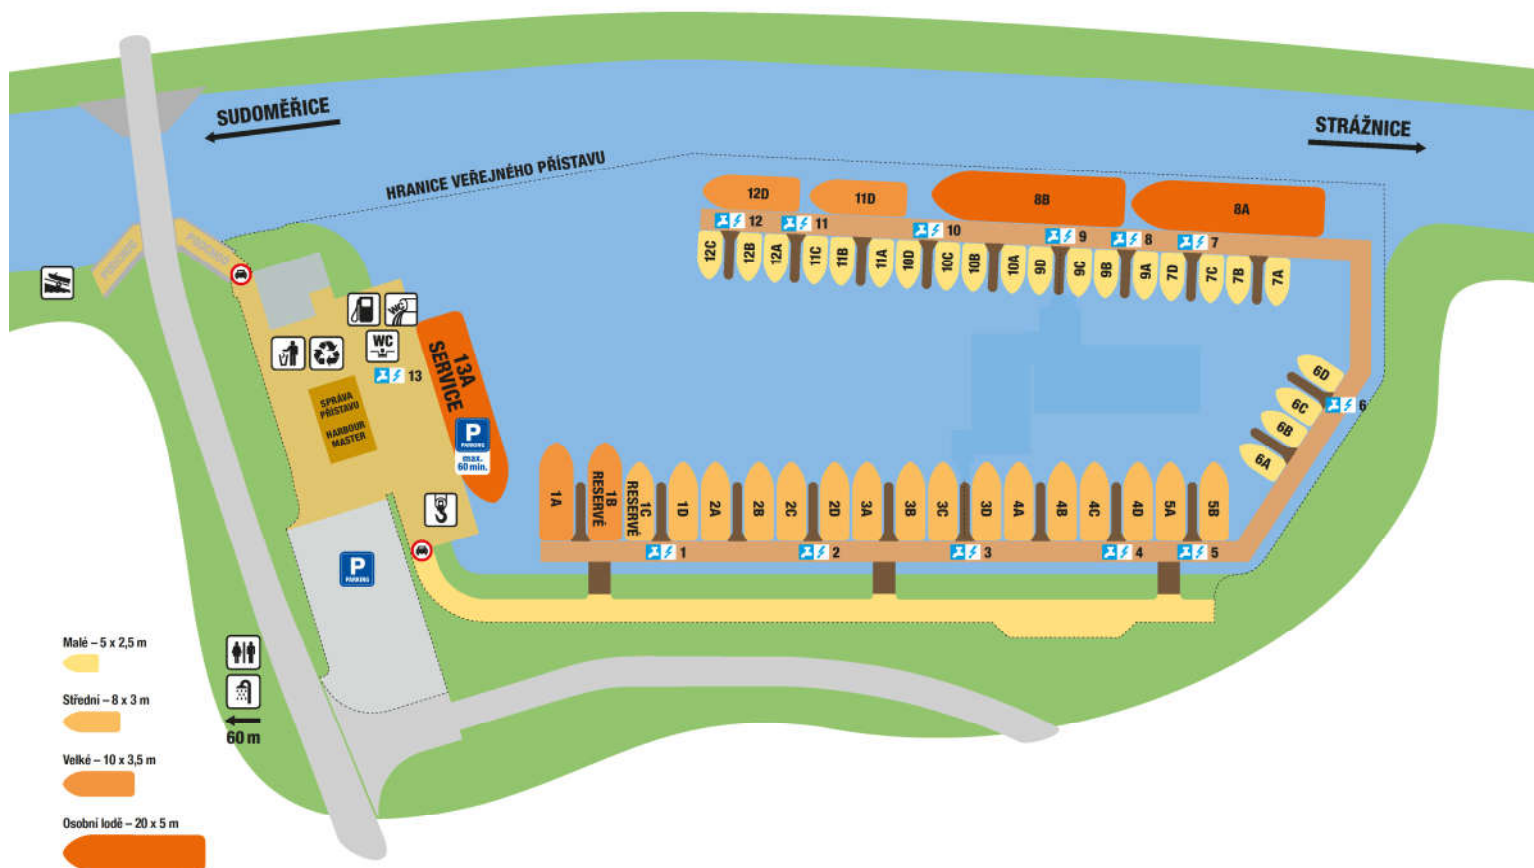 SUDOMĚŘICE
STRÁŽNICE
HRANICE VEŘEJNÉHO PŘÍSTAVU
12D
11D
8B
8A
12
11
10
9
8
7
12C
12B
12A
11C
11B
11A
10D
10C
10B
10A
9D
9C
9B
9A
7D
7C
7B
7A
WC
WC
13
13A
SERVICE
P
PARKING
max.
60 min.
SPRÁVA
PŘÍSTAVU
HARBOUR
MASTER
6D
6C
6B
6A
6
1A
1B
RESERVÉ
1C
RESERVÉ
1D
2A
2B
2C
2D
3A
3B
3C
3D
4A
4B
4C
4D
5A
5B
1
2
3
4
5
P
PARKING
60 m
Malé – 5 x 2,5 m
Střední – 8 x 3 m
Velké – 10 x 3,5 m
Osobní lodě – 20 x 5 m